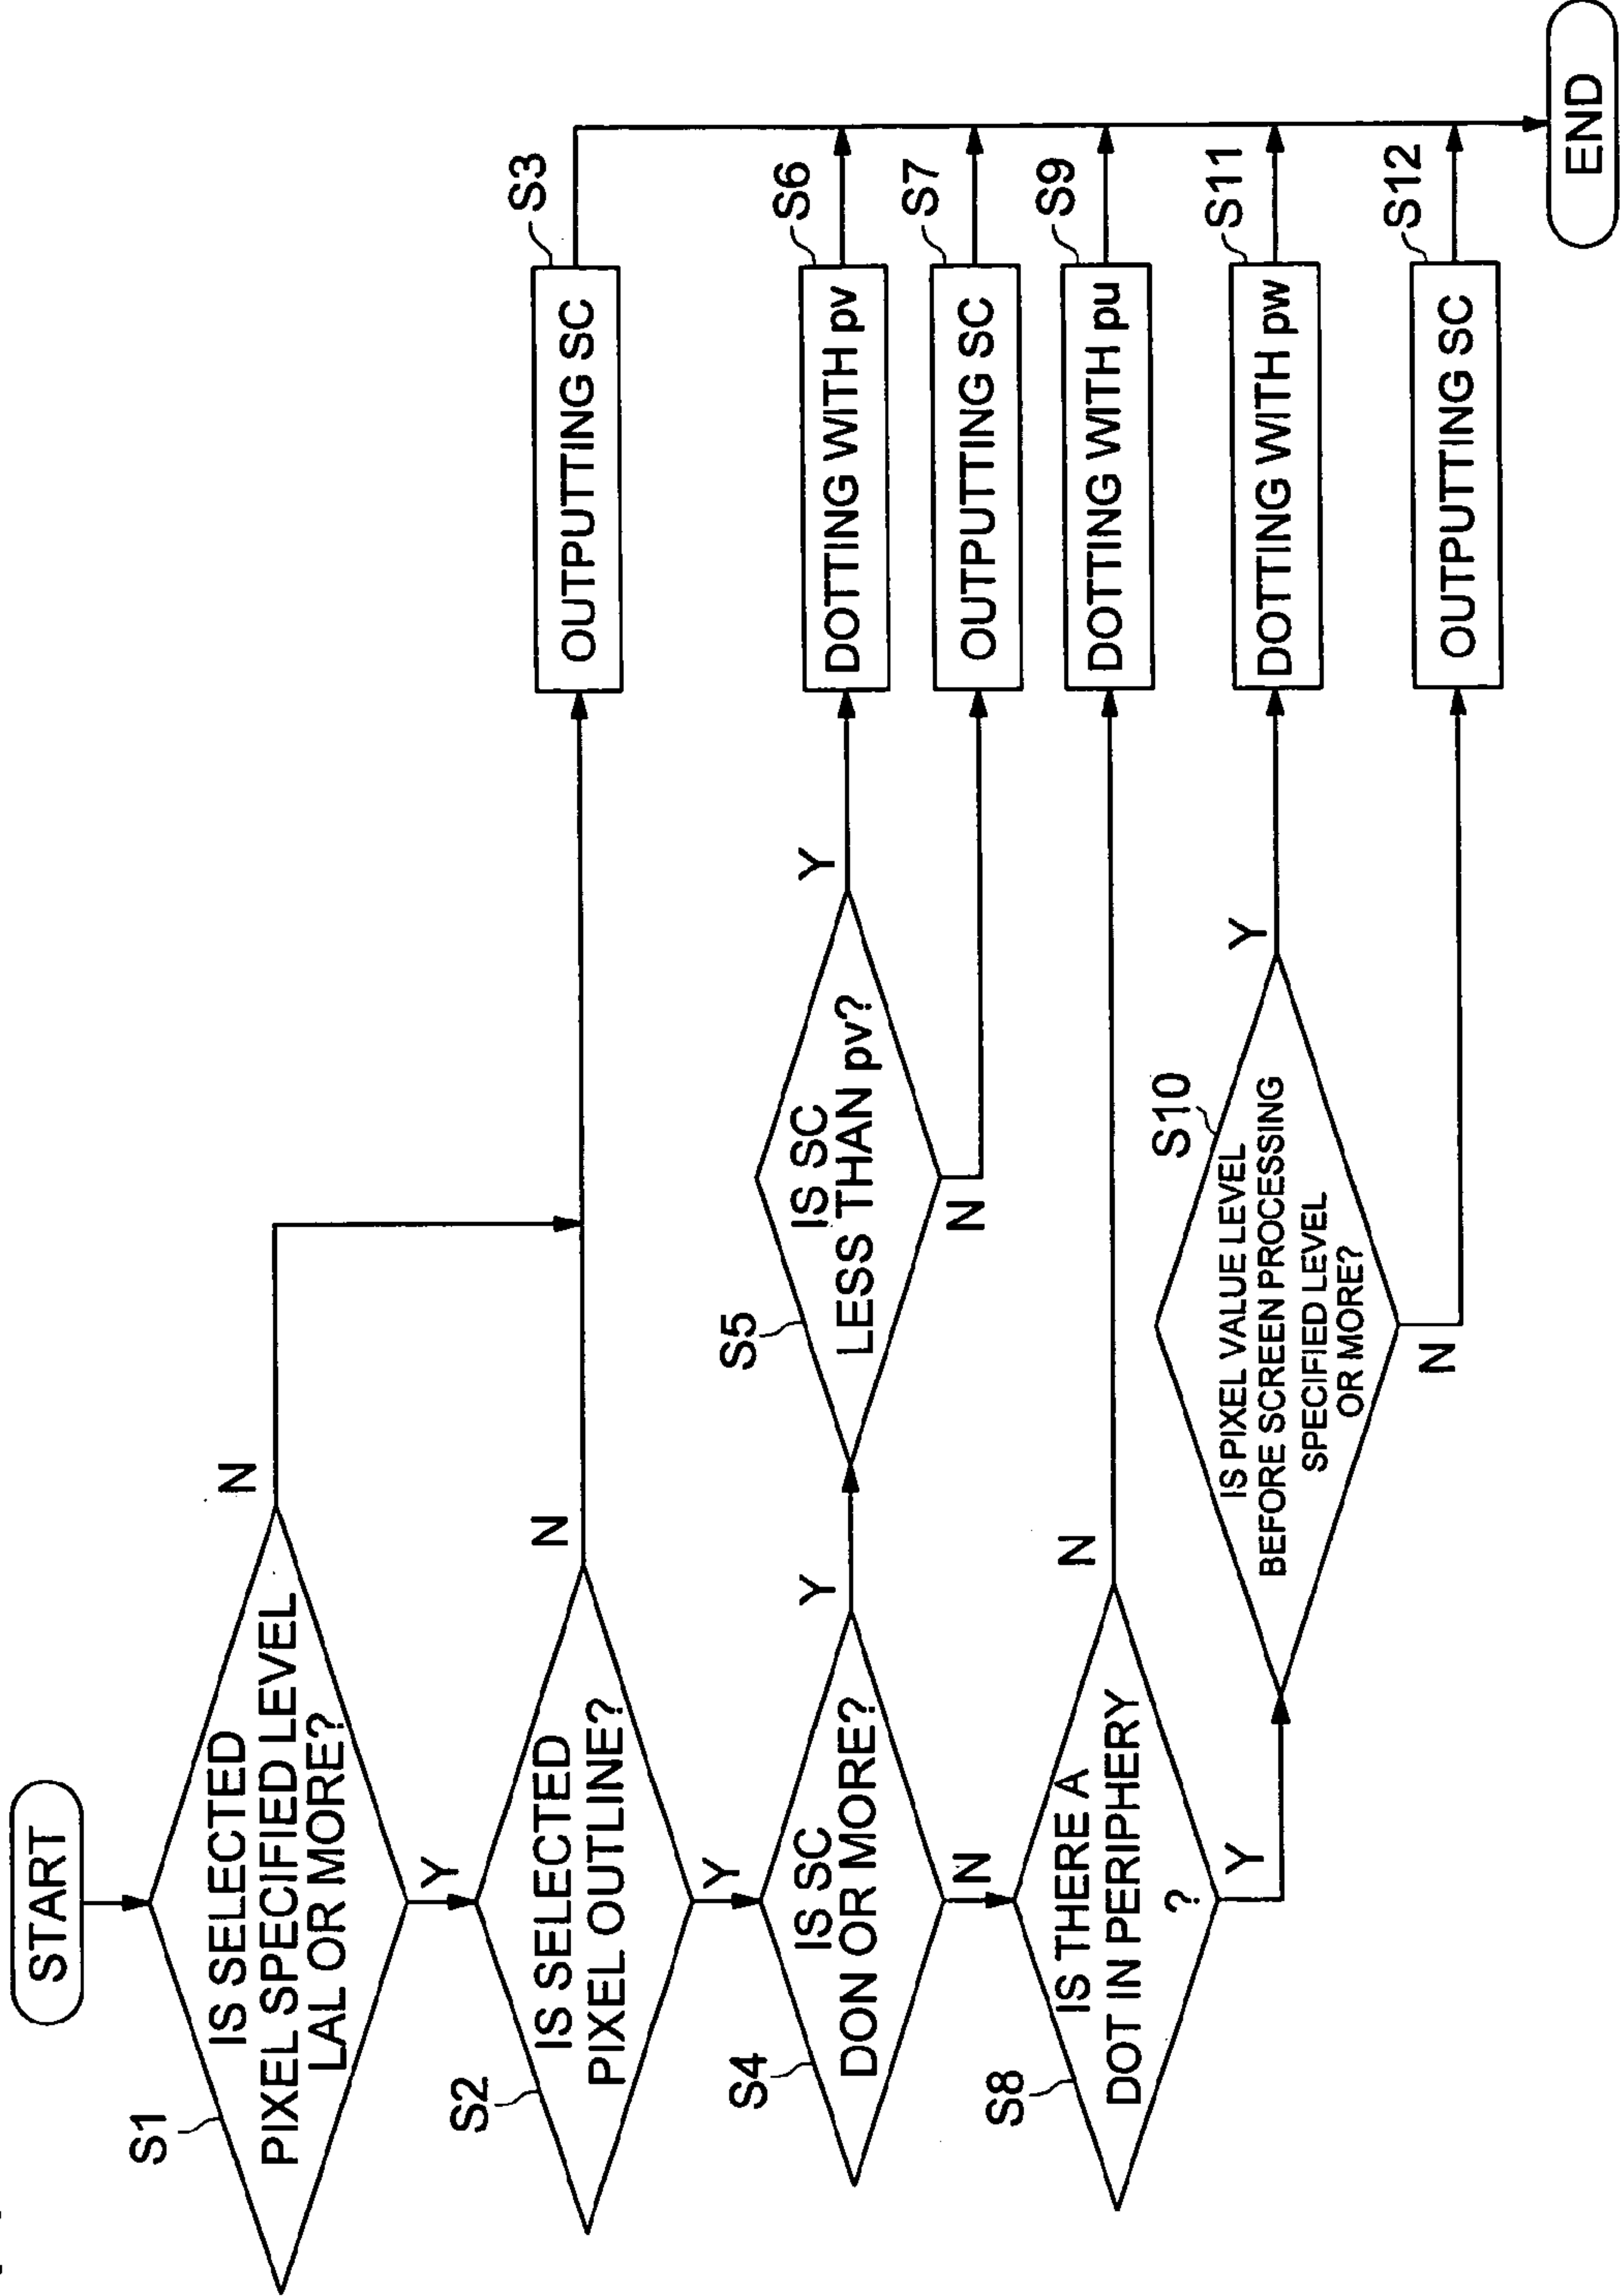 START
S1
IS SELECTED
PIXEL SPECIFIED LEVEL
LAL OR MORE?
N
Y
S2
IS SELECTED
PIXEL OUTLINE?
N
Y
S3
OUTPUTTING SC
S4
IS SC
DON OR MORE?
Y
N
S5
IS SC
LESS THAN pv?
Y
N
S6
DOTTING WITH pv
S7
OUTPUTTING SC
S8
IS THERE A
DOT IN PERIPHERY
?
N
Y
S9
DOTTING WITH pu
S10
IS PIXEL VALUE LEVEL
BEFORE SCREEN PROCESSING
SPECIFIED LEVEL
OR MORE?
Y
N
S11
DOTTING WITH pw
S12
OUTPUTTING SC
END